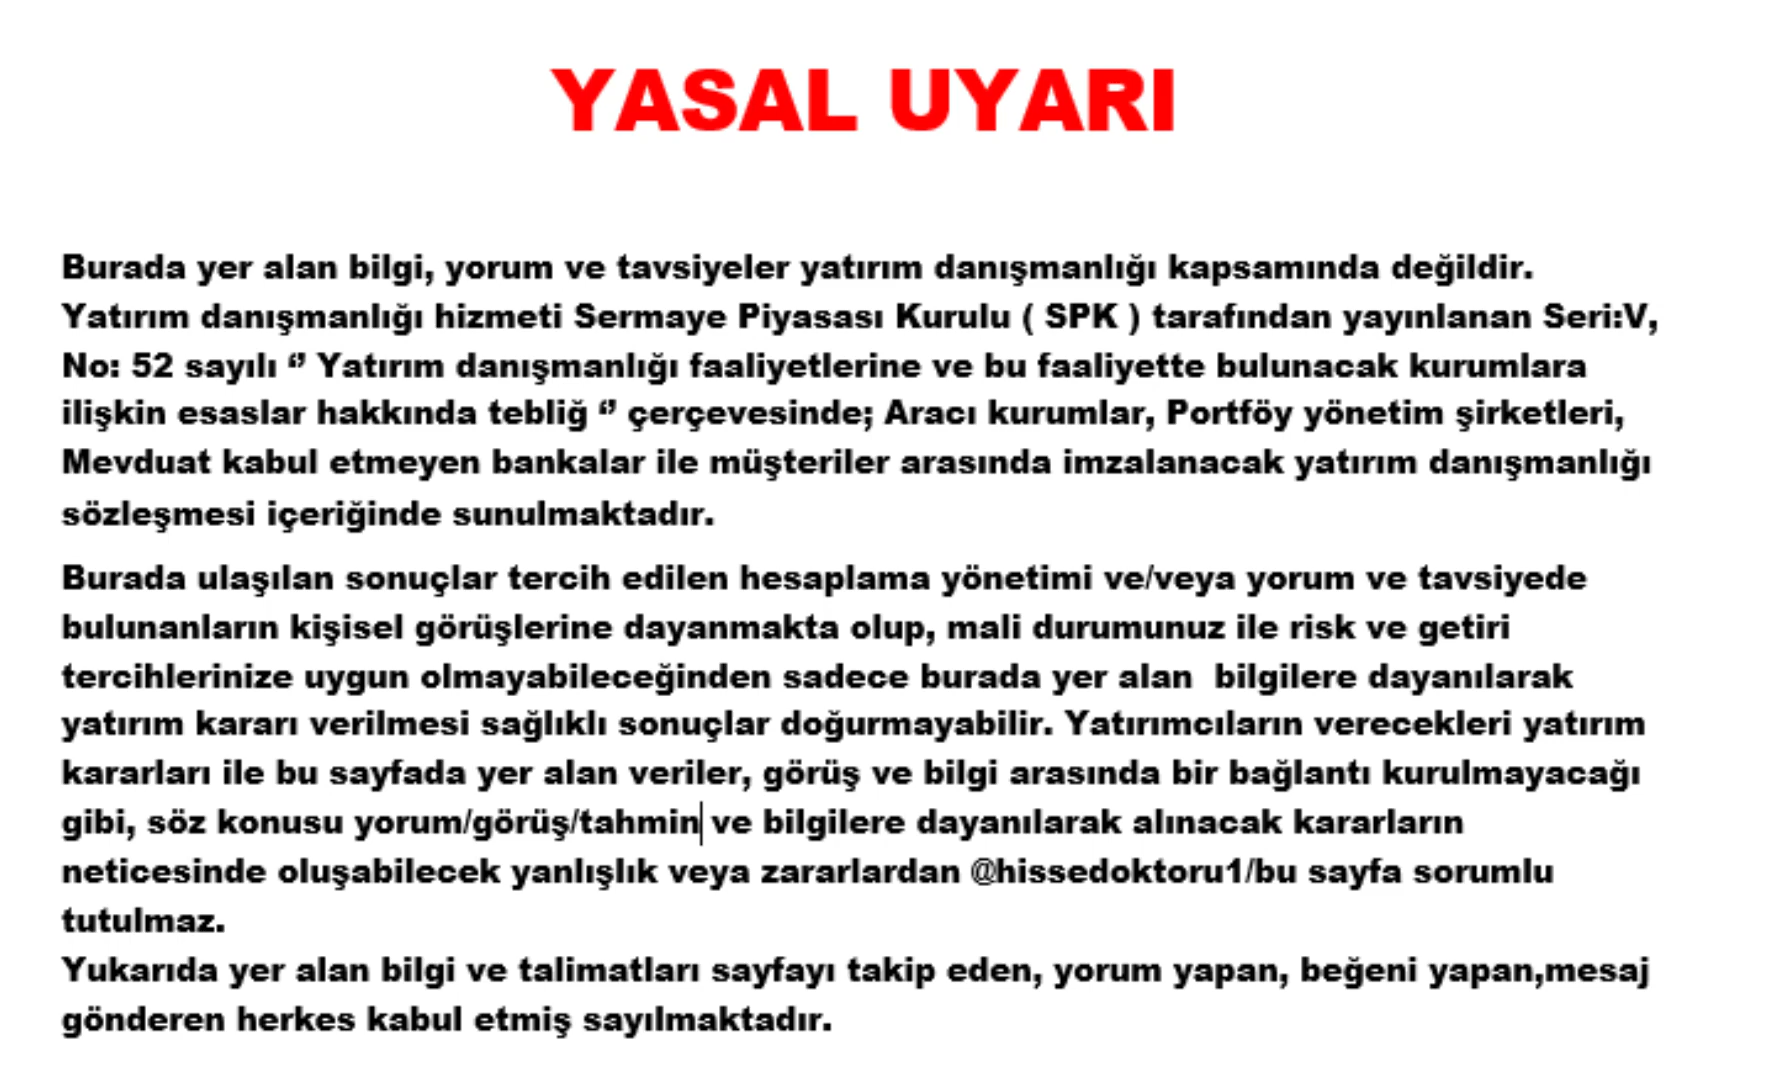 YASAL UYARI
Burada yer alan bilgi, yorum ve tavsiyeler yatırım danışmanlığı kapsamında değildir.
Yatırım danışmanlığı hizmeti Sermaye Piyasası Kurulu ( SPK ) tarafından yayınlanan Seri:V,
No: 52 sayılı “ Yatırım danışmanlığı faaliyetlerine ve bu faaliyette bulunacak kurumlara
ilişkin esaslar hakkında tebliğ “ çerçevesinde; Aracı kurumlar, Portföy yönetim şirketleri,
Mevduat kabul etmeyen bankalar ile müşteriler arasında imzalanacak yatırım danışmanlığı
sözleşmesi içeriğinde sunulmaktadır.
Burada ulaşılan sonuçlar tercih edilen hesaplama yönetimi ve/veya yorum ve tavsiyede
bulunanların kişisel görüşlerine dayanmakta olup, mali durumunuz ile risk ve getiri
tercihlerinize uygun olmayabileceğinden sadece burada yer alan  bilgilere dayanılarak
yatırım kararı verilmesi sağlıklı sonuçlar doğurmayabilir. Yatırımcıların verecekleri yatırım
kararları ile bu sayfada yer alan veriler, görüş ve bilgi arasında bir bağlantı kurulmayacağı
gibi, söz konusu yorum/görüş/tahmin ve bilgilere dayanılarak alınacak kararların
neticesinde oluşabilecek yanlışlık veya zararlardan @hissedoktoru1/bu sayfa sorumlu
tutulmaz.
Yukarıda yer alan bilgi ve talimatları sayfayı takip eden, yorum yapan, beğeni yapan,mesaj
gönderen herkes kabul etmiş sayılmaktadır.